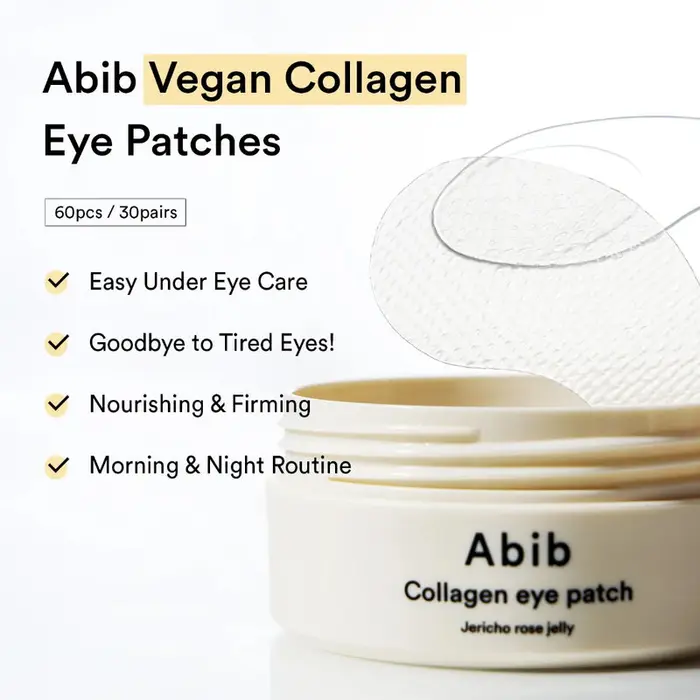 Abib Vegan Collagen
Eye Patches
60pcs / 30pairs
Easy Under Eye Care
Goodbye to Tired Eyes!
Nourishing & Firming
Morning & Night Routine
Abib
Collagen eye patch
Jericho rose jelly